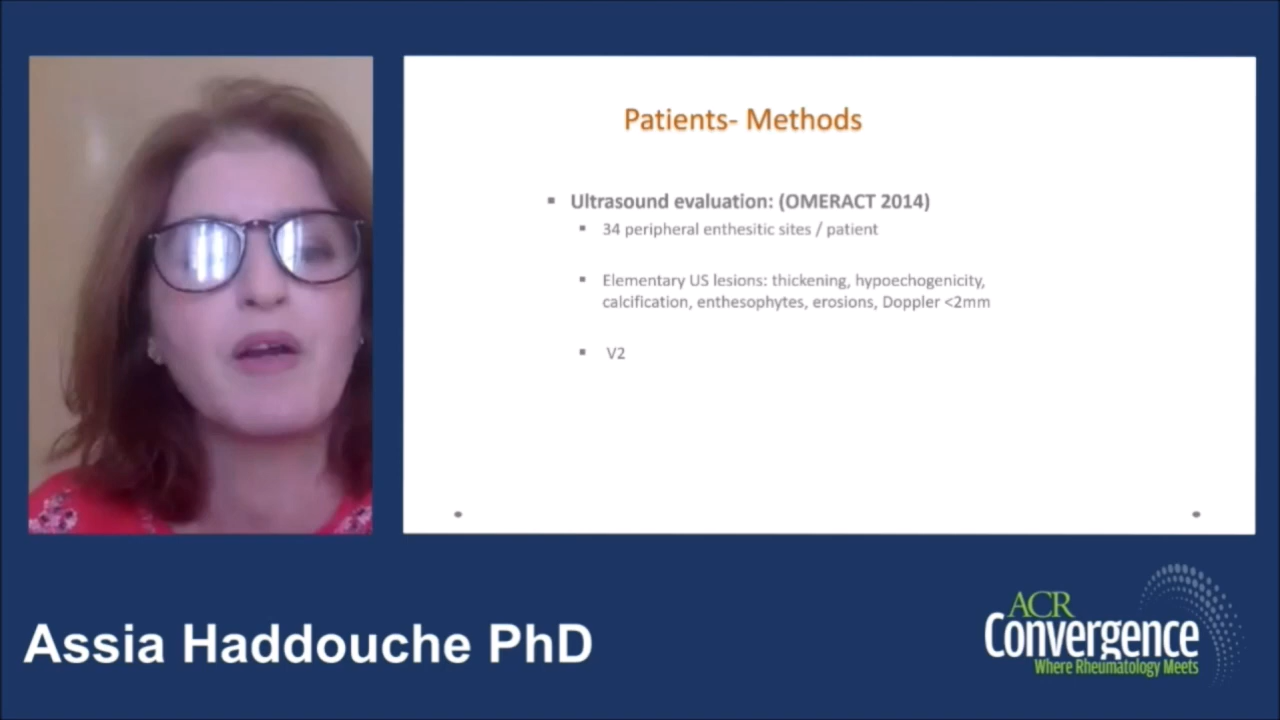 Patients- Methods
▪ Ultrasound evaluation: (OMERACT 2014)
▪ 34 peripheral enthesitic sites / patient
▪ Elementary US lesions: thickening, hypoechogenicity,
calcification, enthesophytes, erosions, Doppler <2mm
▪ V2
Assia Haddouche PhD
ACR
Convergence
Where Rheumatology Meets